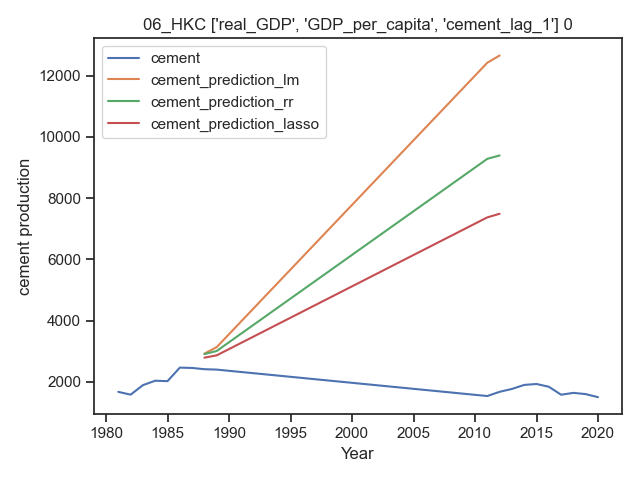 06_HKC ['real_GDP', 'GDP_per_capita', 'cement_lag_1'] 0
cement
cement_prediction_lm
cement_prediction_rr
cement_prediction_lasso
cement production
12000
10000
8000
6000
4000
2000
1980 1985 1990 1995 2000 2005 2010 2015 2020
Year